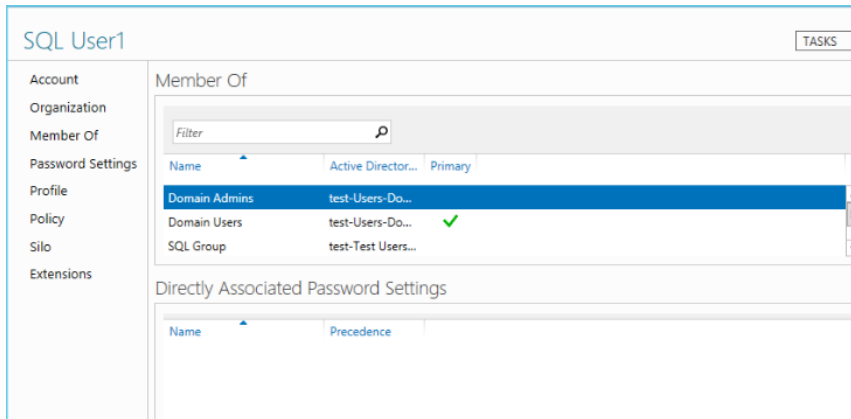 SQL User1
TASKS
Account
Organization
Member Of
Password Settings
Profile
Policy
Silo
Extensions
Member Of
Filter
Name Active Director... Primary
Domain Admins test-Users-Do...
Domain Users test-Users-Do...
SQL Group test-Test Users...
Directly Associated Password Settings
Name Precedence